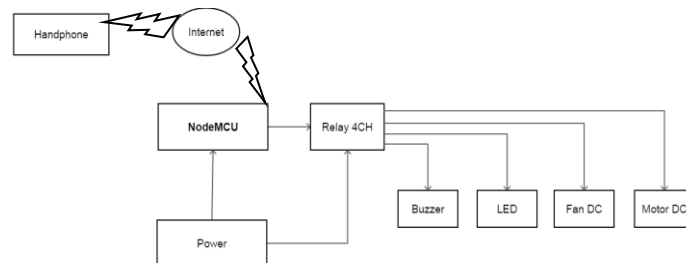 Handphone
Internet
NodeMCU
Relay 4CH
Buzzer
LED
Fan DC
Motor DC
Power